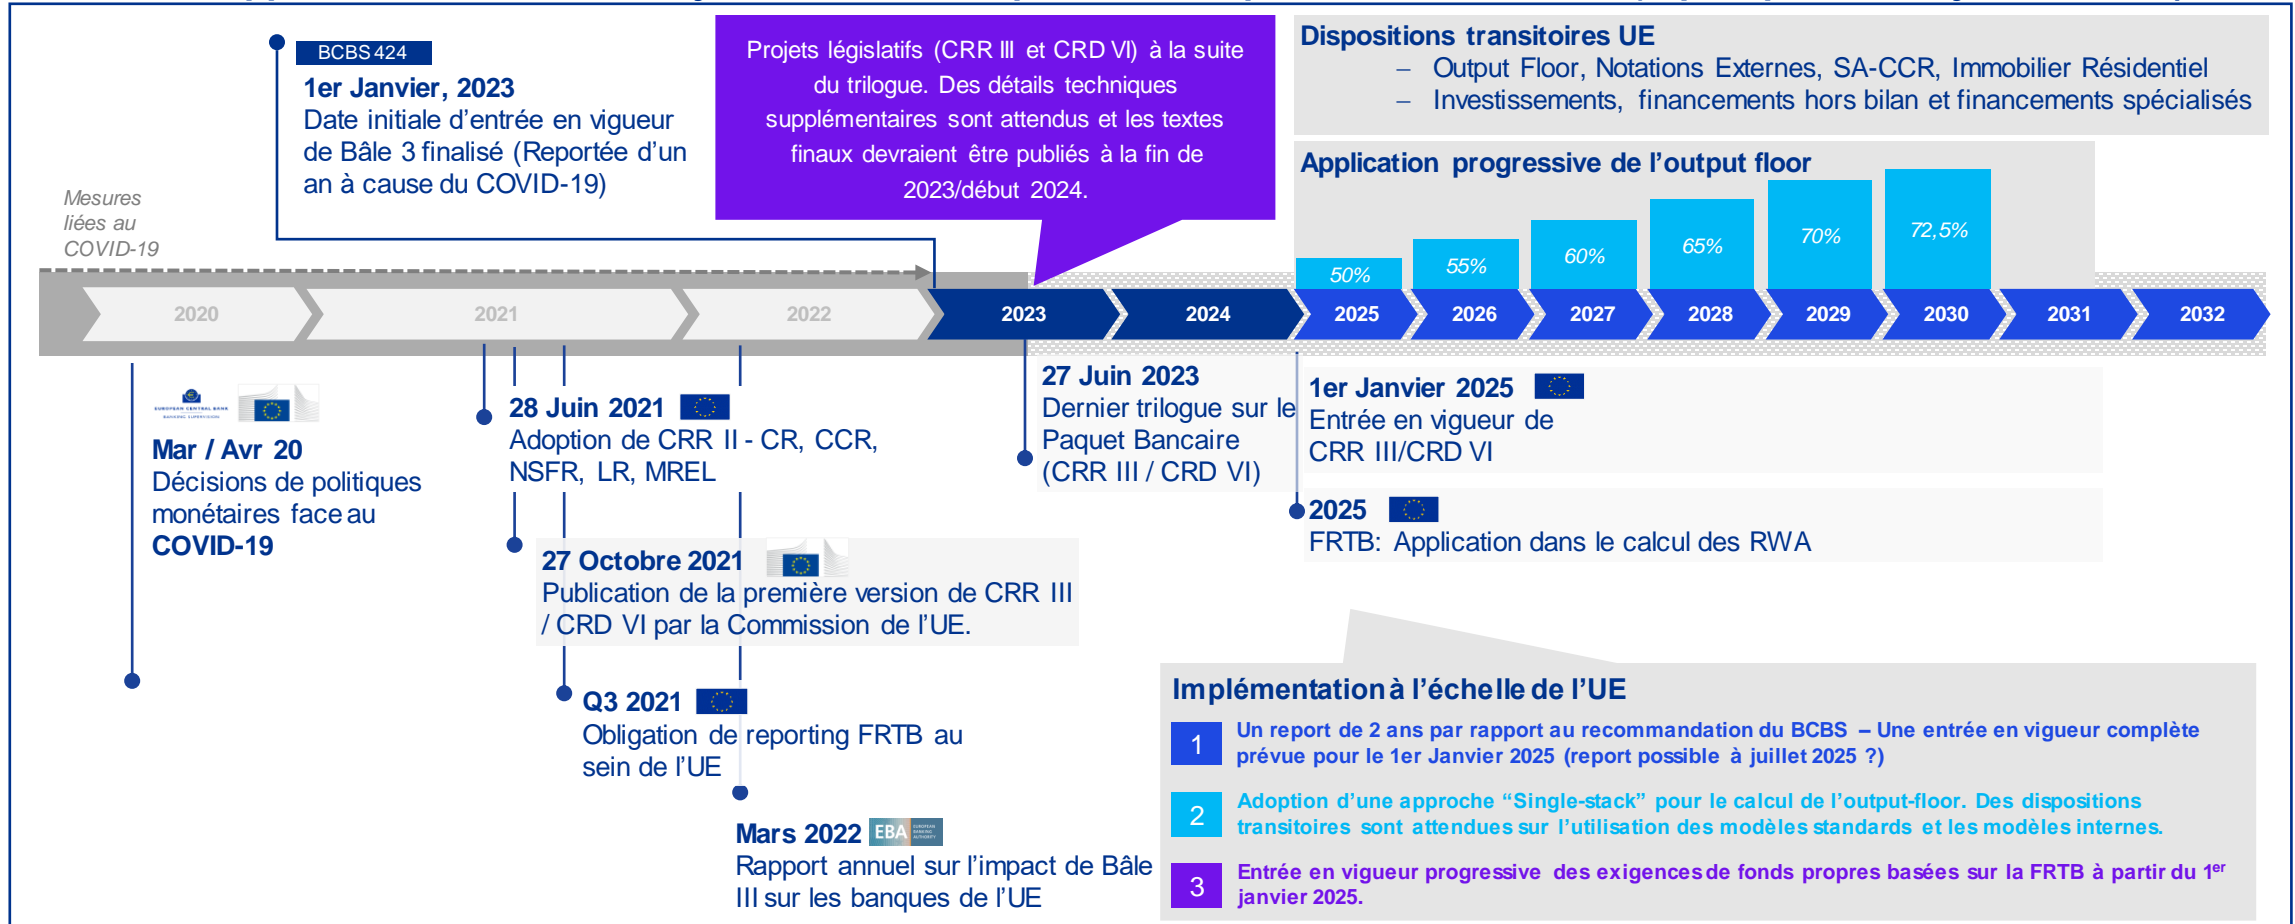 BCBS 424
1er Janvier, 2023
Date initiale d’entrée en vigueur
de Bâle 3 finalisé (Reportée d’un
an à cause du COVID-19)
Projets législatifs (CRR III et CRD VI) à la suite
du trilogue. Des détails techniques
supplémentaires sont attendus et les textes
finaux devraient être publiés à la fin de
2023/début 2024.
Dispositions transitoires UE
– Output Floor, Notations Externes, SA-CCR, Immobilier Résidentiel
– Investissements, financements hors bilan et financements spécialisés
Application progressive de l’output floor
50%
55%
60%
65%
70%
72,5%
Mesures
liées au
COVID-19
2020
2021
2022
2023
2024
2025
2026
2027
2028
2029
2030
2031
2032
EUROPEAN CENTRAL BANK
BANKING SUPERVISION
Mar / Avr 20
Décisions de politiques
monétaires face au
COVID-19
28 Juin 2021
Adoption de CRR II - CR, CCR,
NSFR, LR, MREL
27 Octobre 2021
Publication de la première version de CRR III
/ CRD VI par la Commission de l’UE.
Q3 2021
Obligation de reporting FRTB au
sein de l’UE
Mars 2022
EBA EUROPEAN
BANKING
AUTHORITY
Rapport annuel sur l’impact de Bâle
III sur les banques de l’UE
27 Juin 2023
Dernier trilogue sur le
Paquet Bancaire
(CRR III / CRD VI)
1er Janvier 2025
Entrée en vigueur de
CRR III/CRD VI
2025
FRTB: Application dans le calcul des RWA
Implémentation à l’échelle de l’UE
1
Un report de 2 ans par rapport au recommandation du BCBS – Une entrée en vigueur complète
prévue pour le 1er Janvier 2025 (report possible à juillet 2025 ?)
2
Adoption d’une approche “Single-stack” pour le calcul de l’output-floor. Des dispositions
transitoires sont attendues sur l’utilisation des modèles standards et les modèles internes.
3
Entrée en vigueur progressive des exigences de fonds propres basées sur la FRTB à partir du 1er
janvier 2025.